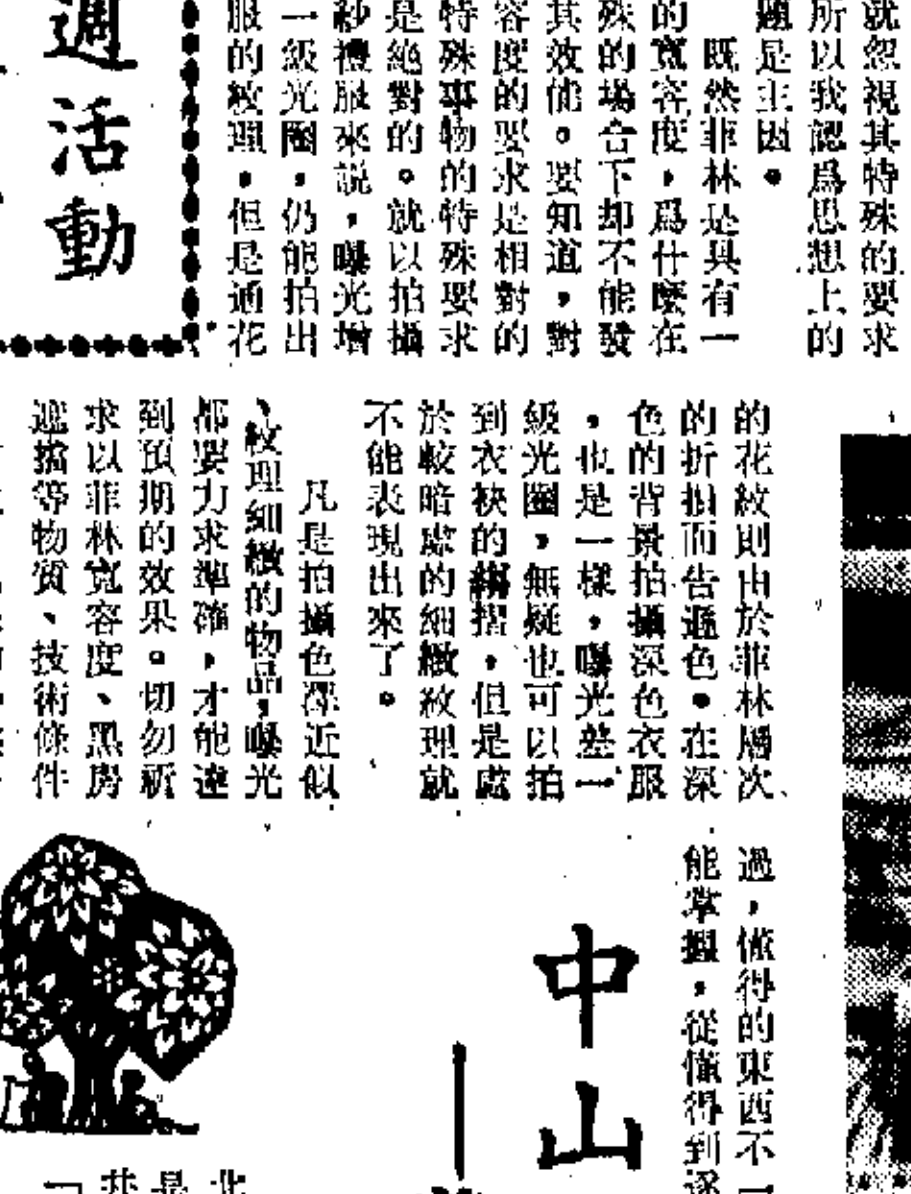 就忽視其特殊的要求
所以我認爲思想上的
題是主因。
既然菲林是具有一
的寬容度，爲什麽在
殊的場合下却不能發
其效能。要知道，對
容度的要求是相對的
特殊事物的特殊要求
是絶對的。就以拍攝
紗禮服來説，曝光增
一級光圈，仍能拍出
服的紋理，但是通花
週活動
的花紋則由於菲林層次
的折損而告遜色。在深
色的背景拍攝深色衣服
，也是一樣，曝光差一
級光圈，無疑也可以拍
到衣袂的縐摺，但是處
於較暗處的細緻紋理就
不能表現出來了。
凡是拍攝色澤近似
、紋理細緻的物品，曝光
都要力求準確，才能達
到預期的效果。切勿祈
求以菲林寬容度、黑房
遮擋等物質、技術條件
過，懂得的東西不一
能掌握，從懂得到逐
中山
北
是